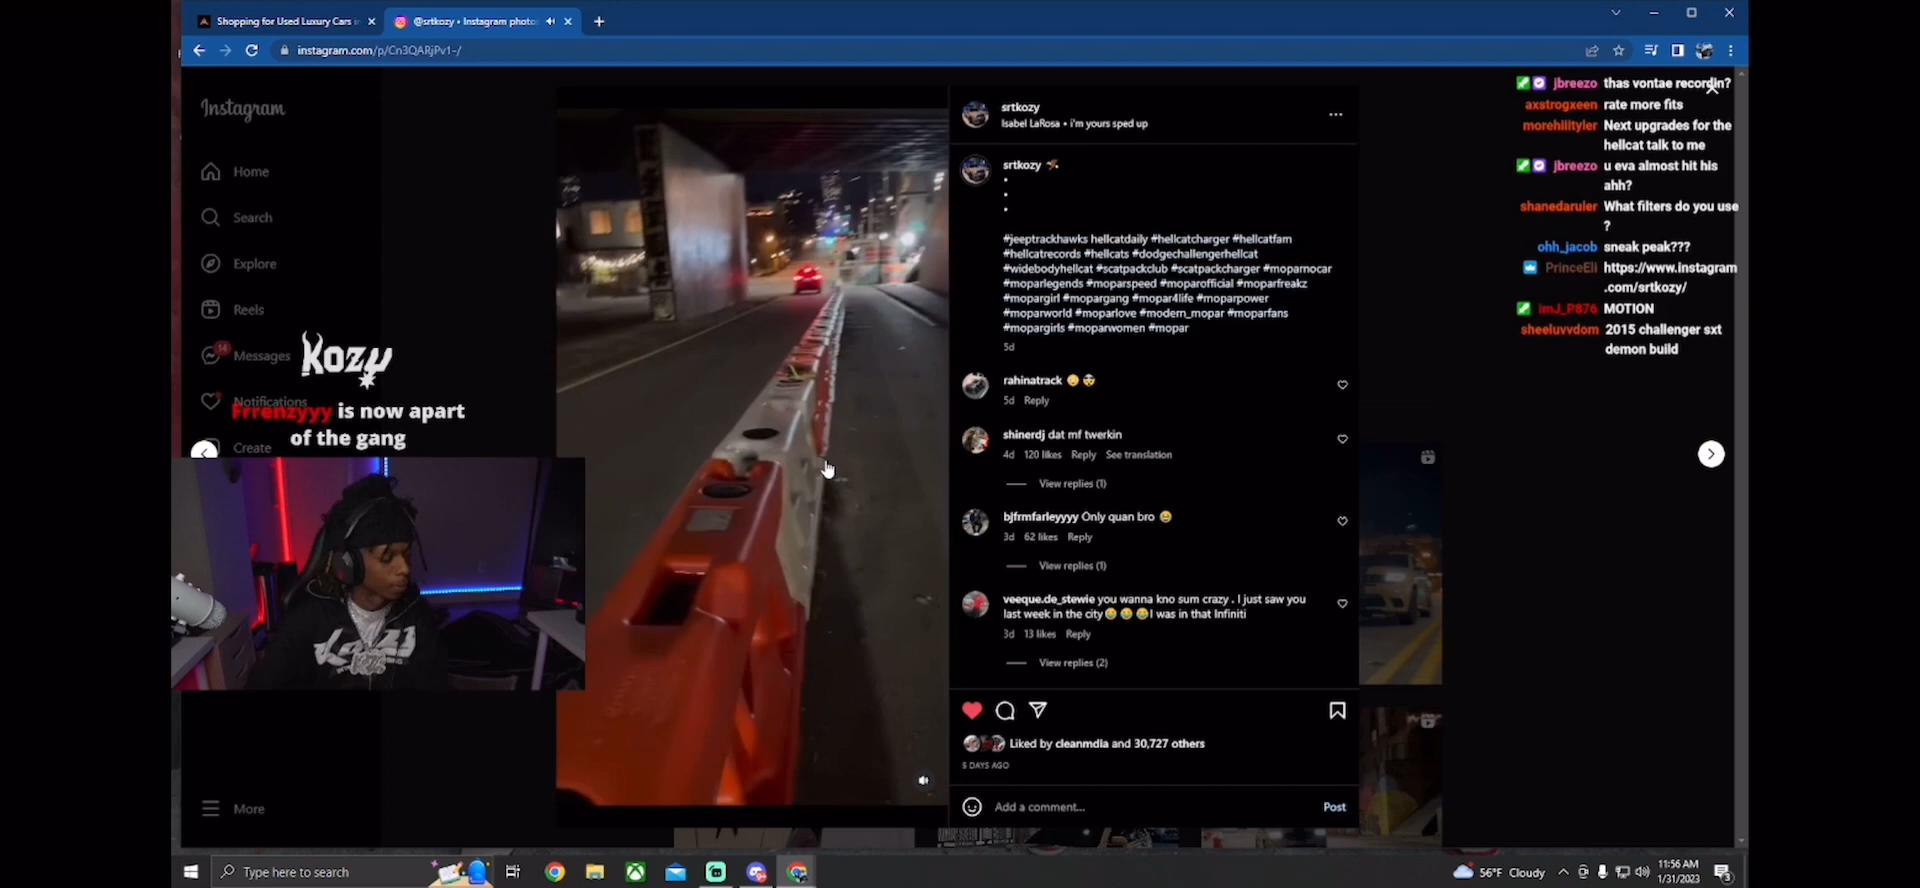 Shopping for Used Luxury Cars i
@srtkozy • Instagram photo
instagram.com/p/Cn3QARjPv1-/
Instagram
Home
Search
Explore
Reels
14
Messages
Notifications
Create
More
Kozy
Frrenzyyy is now apart
of the gang
srtkozy
Isabel LaRosa • i'm yours sped up
srtkozy
.
.
.
#jeeptrackhawks hellcatdaily #hellcatcharger #hellcatfam
#hellcatrecords #hellcats #dodgechallengerhellcat
#widebodyhellcat #scatpackclub #scatpackcharger #moparnocar
#moparlegends #moparspeed #moparofficial #moparfreakz
#mopargirl #mopargang #mopar4life #moparpower
#moparworld #moparlove #modern_mopar #moparfans
#mopargirls #moparwomen #mopar
5d
rahinatrack 😳 🤯
5d Reply
shinerdj dat mf twerkin
4d 120 likes Reply See translation
View replies (1)
bjfrmfarleyyyy Only quan bro 😂
3d 62 likes Reply
View replies (1)
veeque.de_stewie you wanna kno sum crazy . I just saw you
last week in the city😂😂😂I was in that Infiniti
3d 13 likes Reply
View replies (2)
Liked by cleanmdia and 30,727 others
5 DAYS AGO
Add a comment...
Post
jbreezo thas vontae recordin?
axstrogxeen rate more fits
morehilityler Next upgrades for the
hellcat talk to me
jbreezo u eva almost hit his
ahh?
shanedaruler What filters do you use
?
ohh_jacob sneak peak???
PrinceEli https://www.instagram
.com/srtkozy/
imJ_P876 MOTION
sheeluvvdom 2015 challenger sxt
demon build
Type here to search
56°F Cloudy
11:56 AM
1/31/2023
3